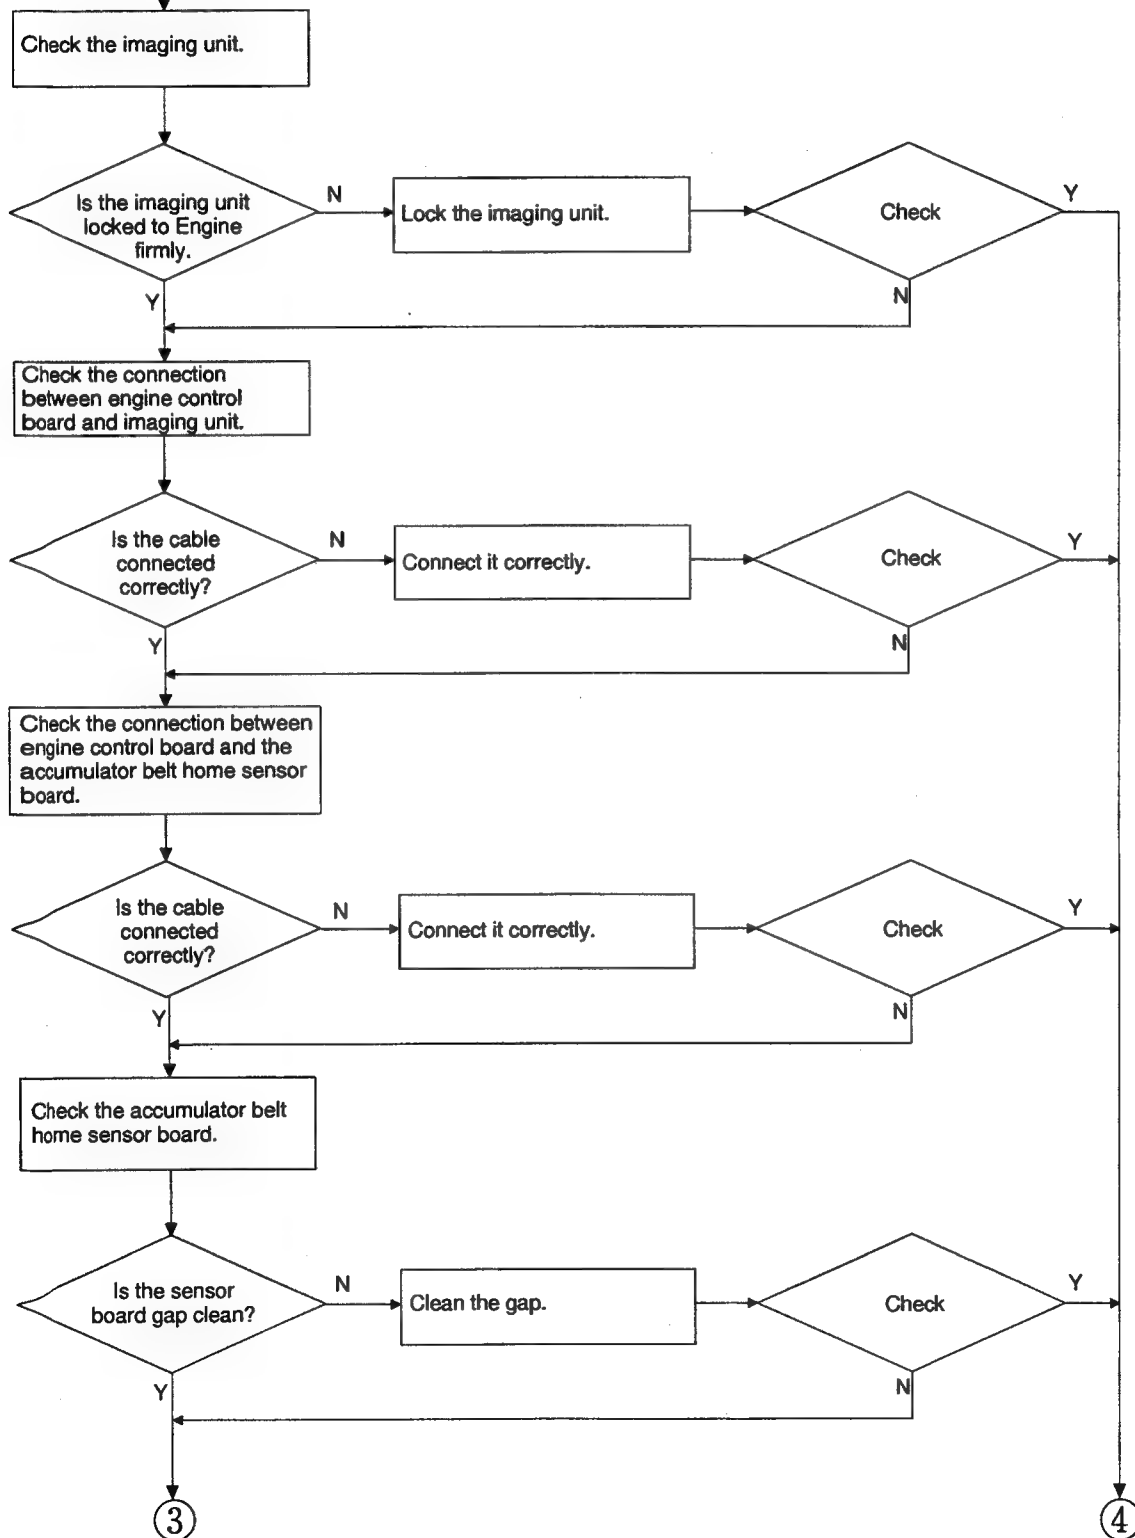 Check the imaging unit.
Is the imaging unit
locked to Engine
firmly.
N
Lock the imaging unit.
Check
Y
N
Y
Check the connection
between engine control
board and imaging unit.
Is the cable
connected
correctly?
N
Connect it correctly.
Check
Y
N
Y
Check the connection between
engine control board and the
accumulator belt home sensor
board.
Is the cable
connected
correctly?
N
Connect it correctly.
Check
Y
N
Y
Check the accumulator belt
home sensor board.
Is the sensor
board gap clean?
N
Clean the gap.
Check
Y
N
Y
3
4